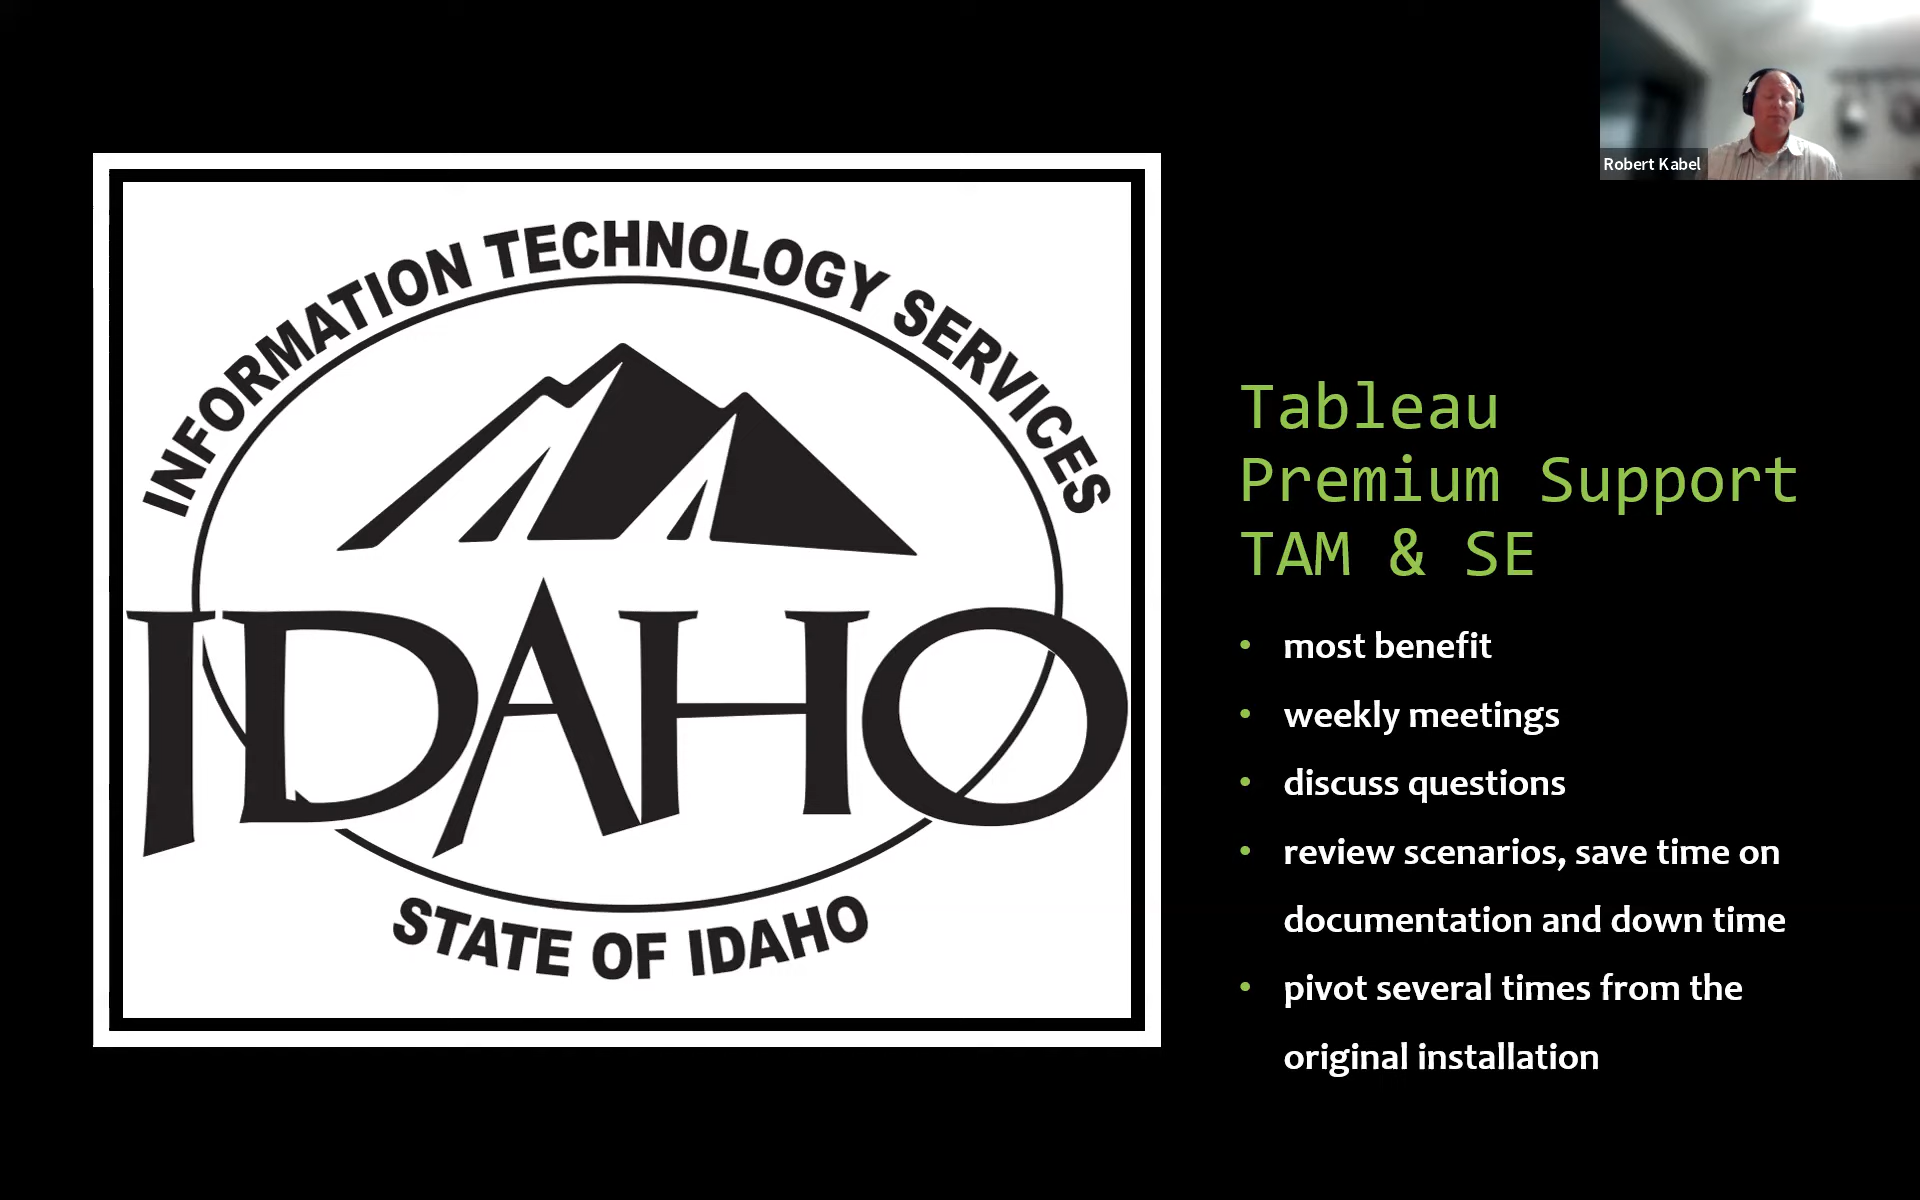 INFORMATION TECHNOLOGY SERVICES
IDAHO
STATE OF IDAHO
Robert Kabel
Tableau
Premium Support
TAM & SE
• most benefit
• weekly meetings
• discuss questions
• review scenarios, save time on
documentation and down time
• pivot several times from the
original installation